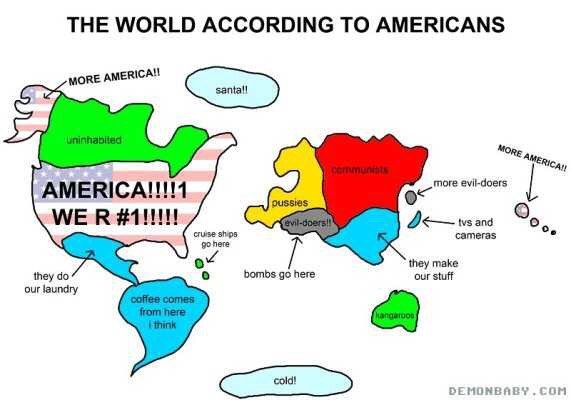 THE WORLD ACCORDING TO AMERICANS
MORE AMERICA!!
santa!!
uninhabited
communists
MORE AMERICA!!
AMERICA!!!!1
WE R #1!!!!!
pussies
more evil-doers
evil-doers!!
tvs and
cameras
cruise ships
go here
they do
our laundry
bombs go here
they make
our stuff
coffee comes
from here
i think
kangaroos
cold!
DEMONBABY.COM